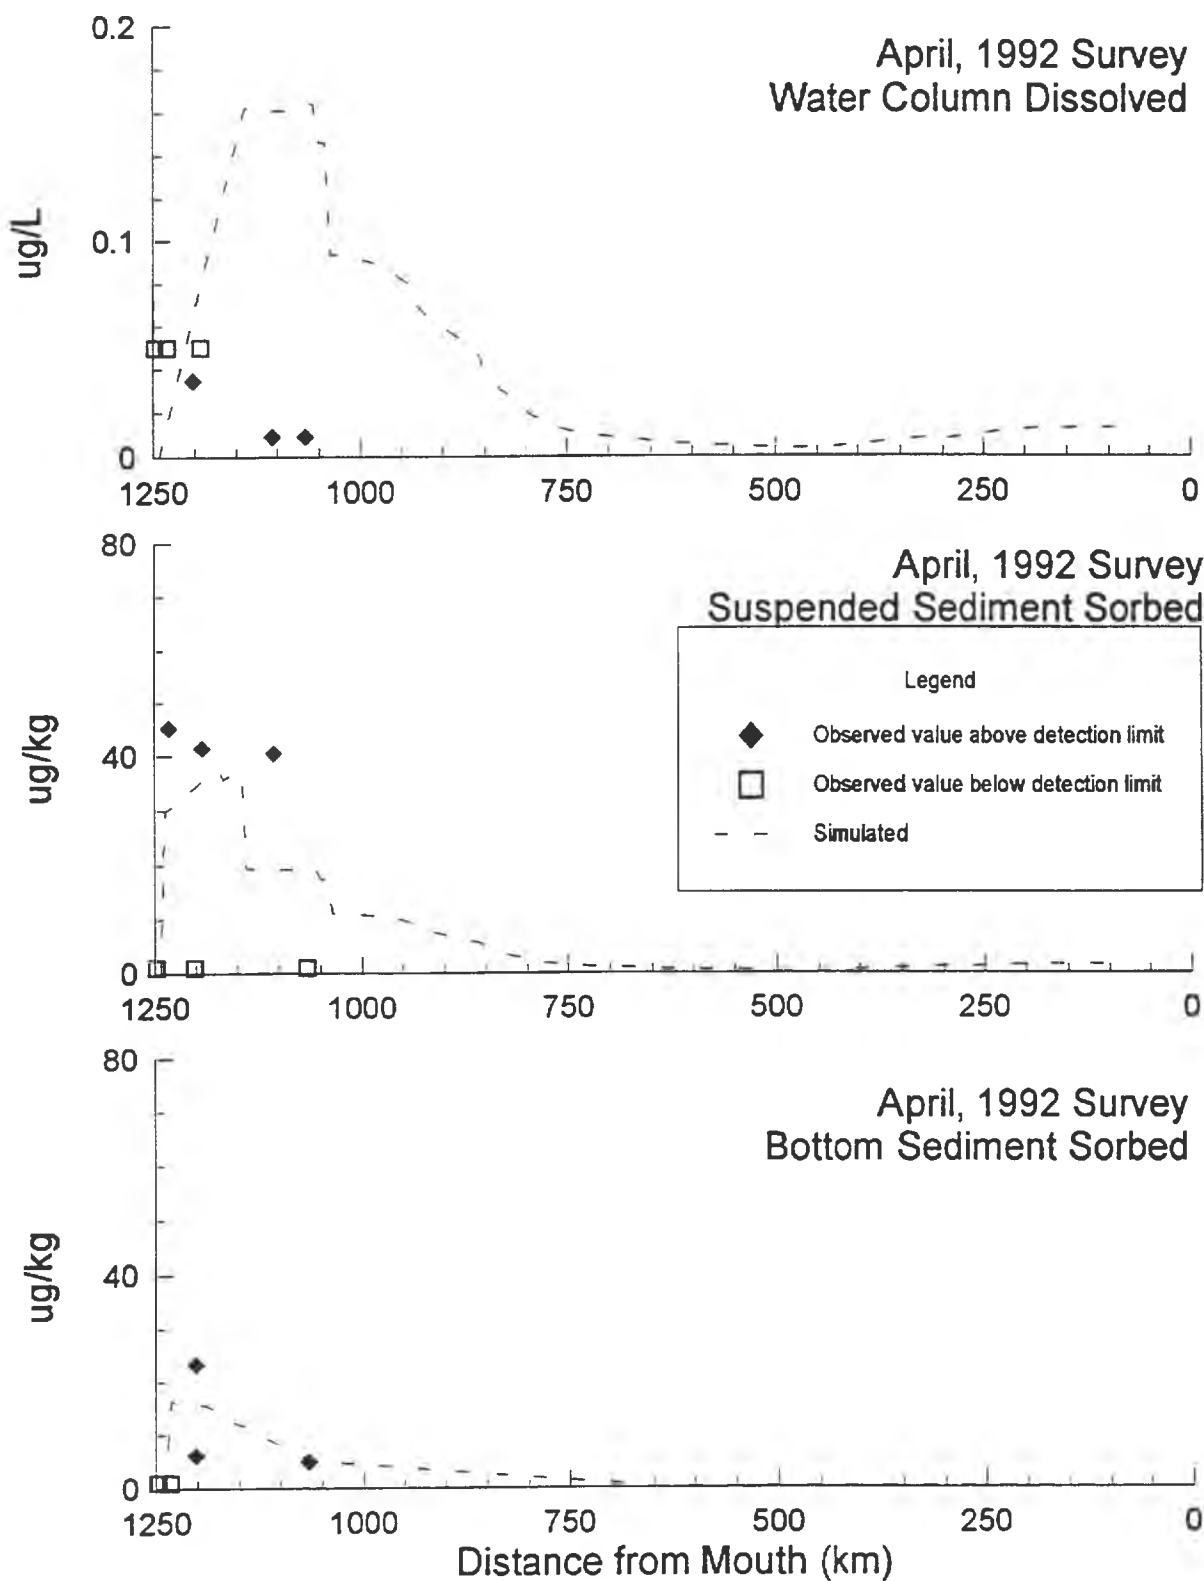 April, 1992 Survey
Water Column Dissolved
0.2
0.1
0
ug/L
1250 1000 750 500 250 0
April, 1992 Survey
Suspended Sediment Sorbed
80
40
0
ug/kg
Legend
Observed value above detection limit
Observed value below detection limit
Simulated
1250 1000 750 500 250 0
April, 1992 Survey
Bottom Sediment Sorbed
80
40
0
ug/kg
1250 1000 750 500 250 0
Distance from Mouth (km)